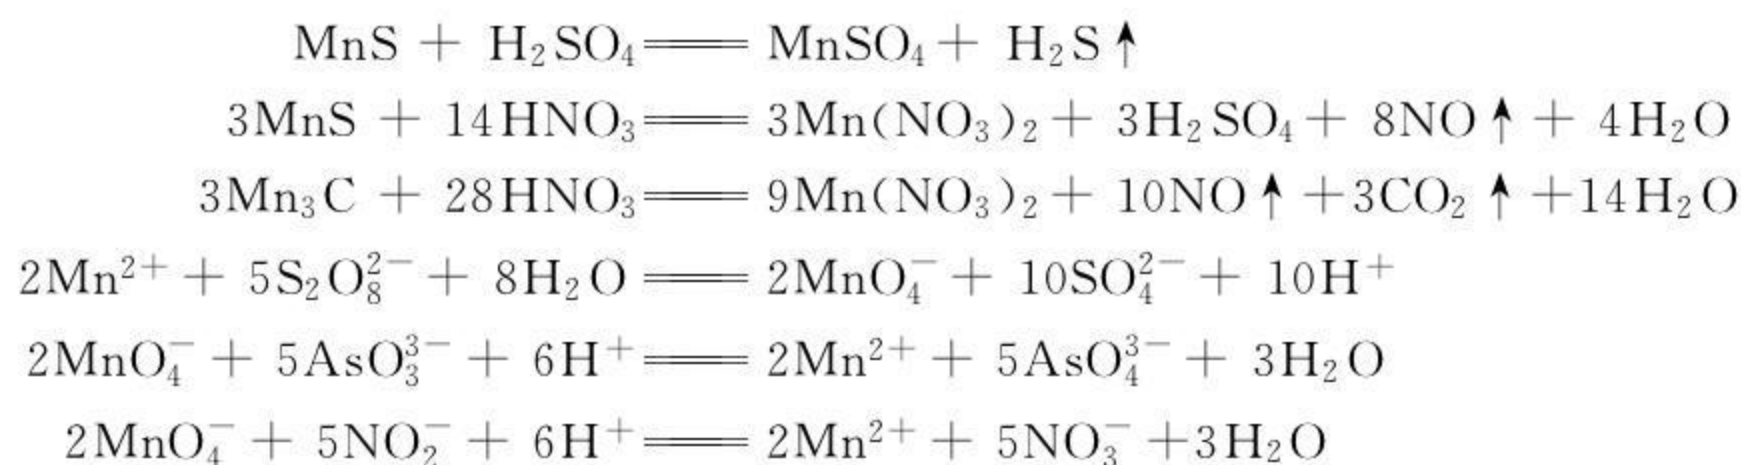 MnS + H₂SO₄══MnSO₄ + H₂S↑
3MnS + 14HNO₃══3Mn(NO₃)₂ + 3H₂SO₄ + 8NO↑ + 4H₂O
3Mn₃C + 28HNO₃══9Mn(NO₃)₂ + 10NO↑ +3CO₂↑ +14H₂O
2Mn²⁺ + 5S₂O₈²⁻ + 8H₂O══2MnO₄⁻ + 10SO₄²⁻ + 10H⁺
2MnO₄⁻ + 5AsO₃³⁻ + 6H⁺══2Mn²⁺ + 5AsO₄³⁻ + 3H₂O
2MnO₄⁻ + 5NO₂⁻ + 6H⁺══2Mn²⁺ + 5NO₃⁻ +3H₂O